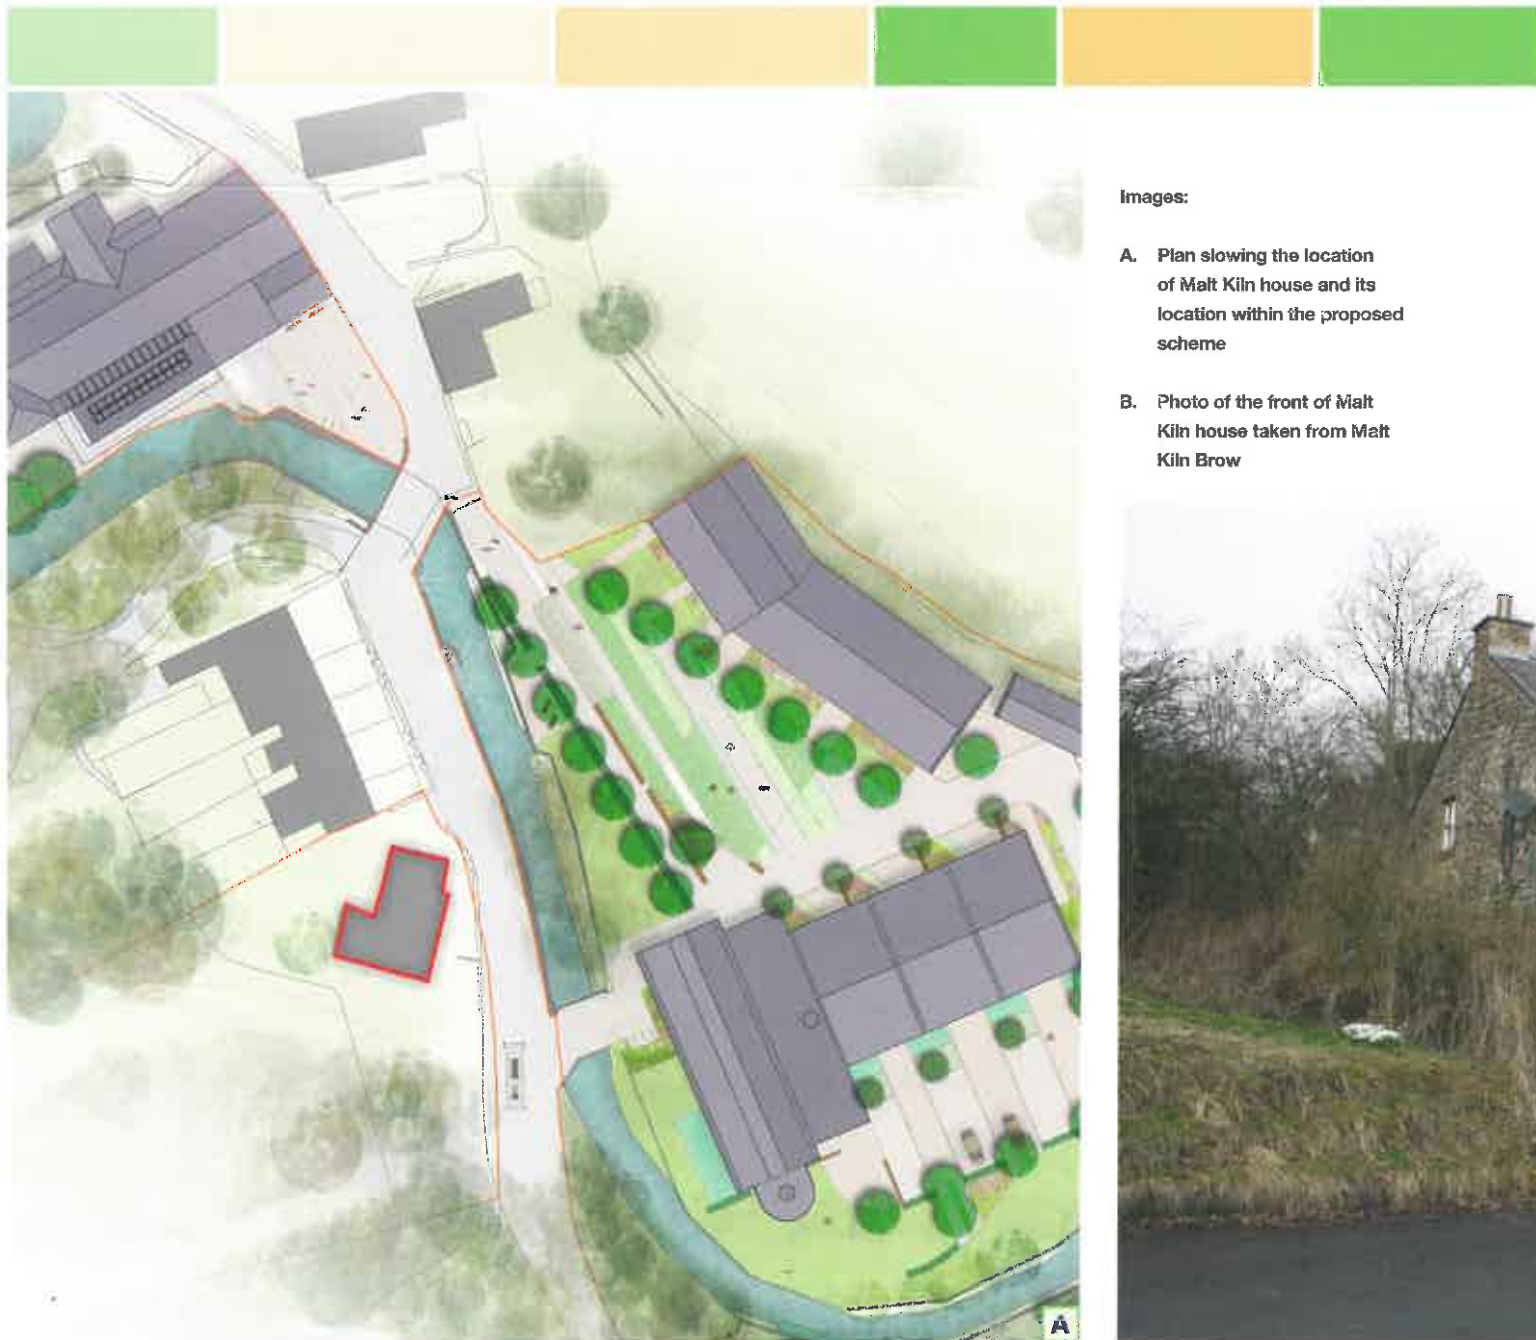 Images:
A. Plan slowing the location
of Malt Kiln house and its
location within the proposed
scheme
B. Photo of the front of Malt
Kiln house taken from Malt
Kiln Brow
A